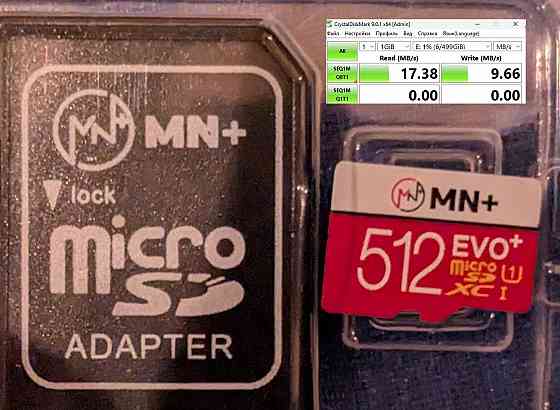 MN+
lock
micro
SD
ADAPTER
CrystalDiskMark 9.0.1 x64 [Admin]
Файл Настройки Профиль Вид Справка Язык(Language)
All 1 1GiB E: 1% (6/499GiB) MB/s
Read (MB/s) Write (MB/s)
SEQ1M Q8T1 17.38 9.66
SEQ1M Q1T1 0.00 0.00
MN+
512 EVO+
micro SD XC I U1